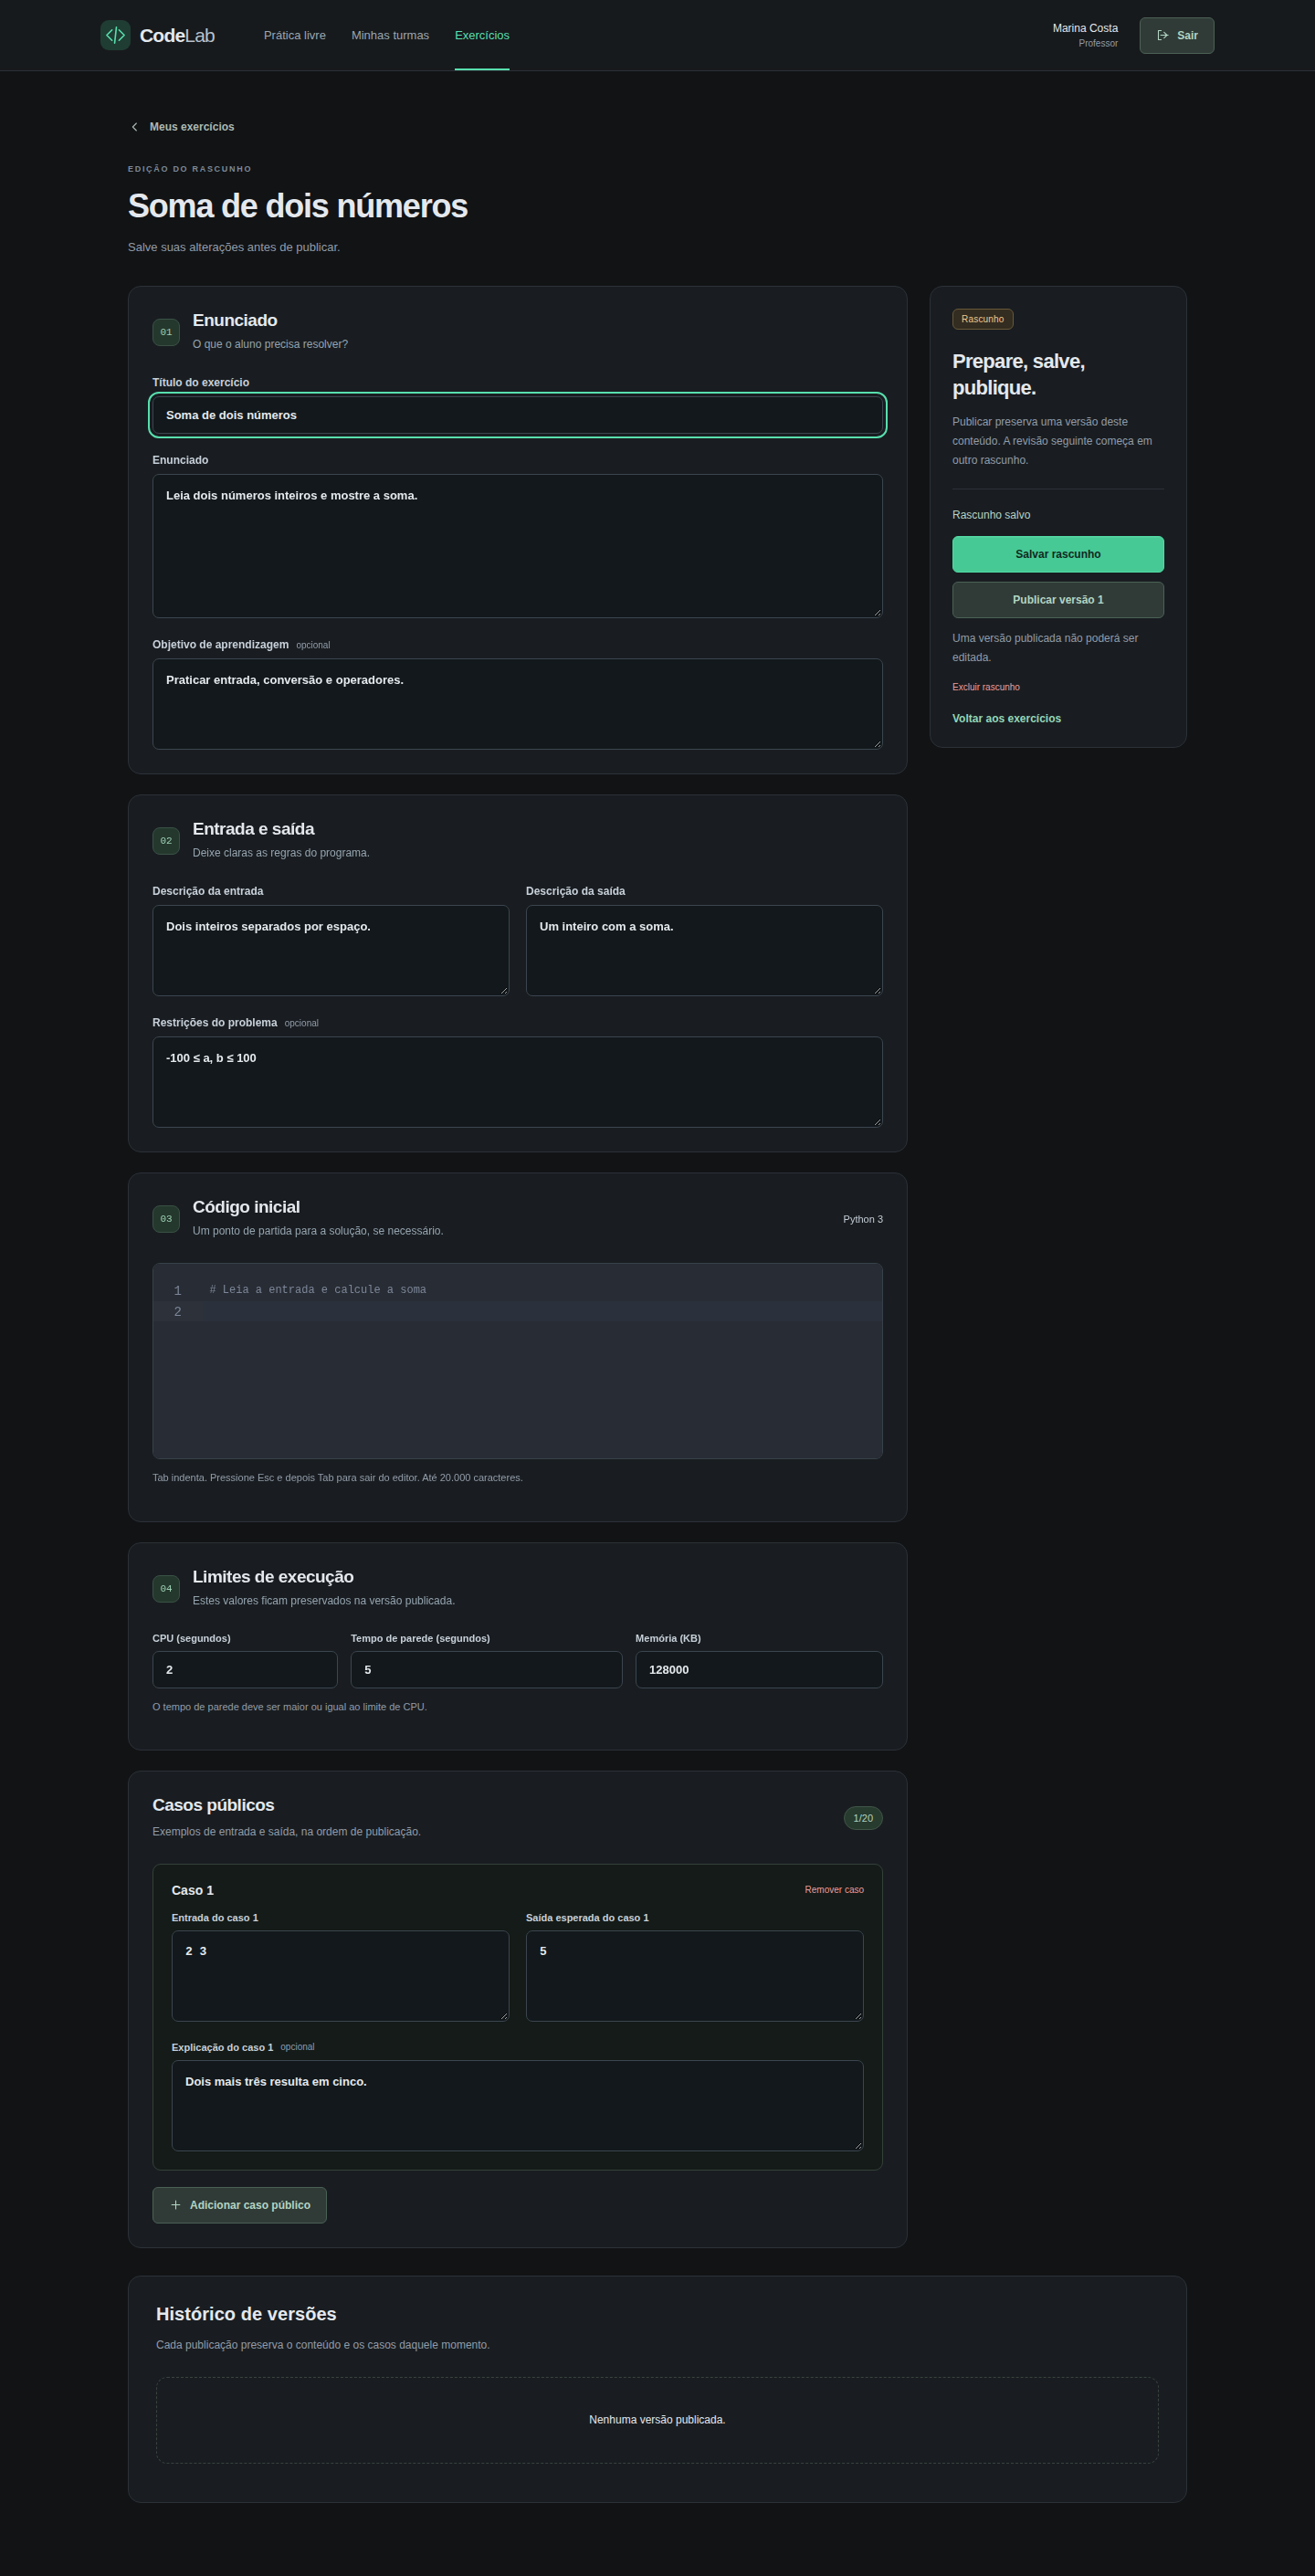 CodeLab
Prática livre
Minhas turmas
Exercícios
Marina Costa
Professor
Sair
Meus exercícios
EDIÇÃO DO RASCUNHO
Soma de dois números
Salve suas alterações antes de publicar.
01
Enunciado
O que o aluno precisa resolver?
Título do exercício
Soma de dois números
Enunciado
Leia dois números inteiros e mostre a soma.
Objetivo de aprendizagem opcional
Praticar entrada, conversão e operadores.
Rascunho
Prepare, salve,
publique.
Publicar preserva uma versão deste
conteúdo. A revisão seguinte começa em
outro rascunho.
Rascunho salvo
Salvar rascunho
Publicar versão 1
Uma versão publicada não poderá ser
editada.
Excluir rascunho
Voltar aos exercícios
02
Entrada e saída
Deixe claras as regras do programa.
Descrição da entrada
Dois inteiros separados por espaço.
Descrição da saída
Um inteiro com a soma.
Restrições do problema opcional
-100 ≤ a, b ≤ 100
03
Código inicial
Um ponto de partida para a solução, se necessário.
Python 3
1 # Leia a entrada e calcule a soma
2
Tab indenta. Pressione Esc e depois Tab para sair do editor. Até 20.000 caracteres.
04
Limites de execução
Estes valores ficam preservados na versão publicada.
CPU (segundos)
2
Tempo de parede (segundos)
5
Memória (KB)
128000
O tempo de parede deve ser maior ou igual ao limite de CPU.
Casos públicos
Exemplos de entrada e saída, na ordem de publicação.
1/20
Caso 1
Remover caso
Entrada do caso 1
2 3
Saída esperada do caso 1
5
Explicação do caso 1 opcional
Dois mais três resulta em cinco.
Adicionar caso público
Histórico de versões
Cada publicação preserva o conteúdo e os casos daquele momento.
Nenhuma versão publicada.